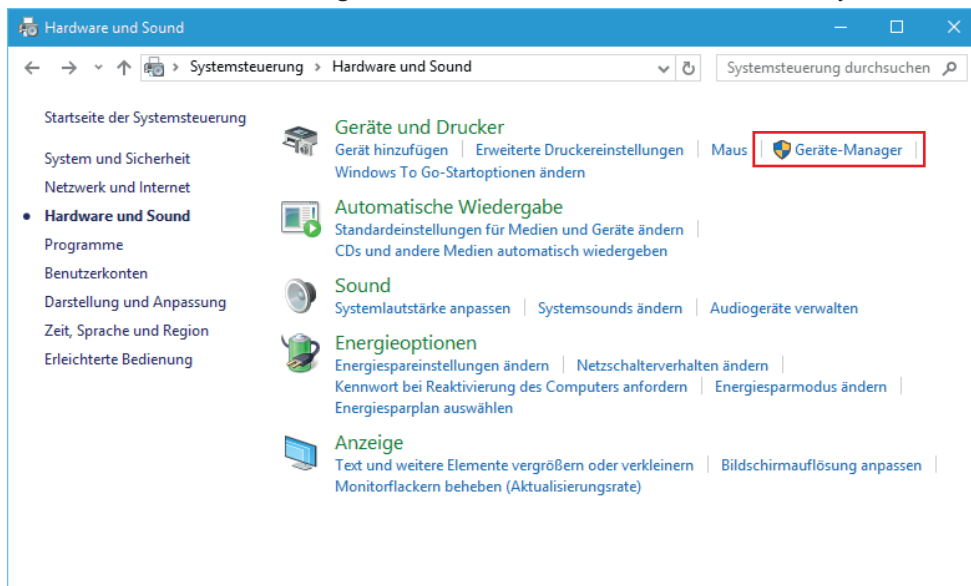 Hardware und Sound
Systemsteuerung > Hardware und Sound
Systemsteuerung durchsuchen
Startseite der Systemsteuerung
System und Sicherheit
Netzwerk und Internet
Hardware und Sound
Programme
Benutzerkonten
Darstellung und Anpassung
Zeit, Sprache und Region
Erleichterte Bedienung
Geräte und Drucker
Gerät hinzufügen | Erweiterte Druckereinstellungen | Maus | Geräte-Manager |
Windows To Go-Startoptionen ändern
Automatische Wiedergabe
Standardeinstellungen für Medien und Geräte ändern |
CDs und andere Medien automatisch wiedergeben
Sound
Systemlautstärke anpassen | Systemsounds ändern | Audiogeräte verwalten
Energieoptionen
Energiespareinstellungen ändern | Netzschalterverhalten ändern |
Kennwort bei Reaktivierung des Computers anfordern | Energiesparmodus ändern |
Energiesparplan auswählen
Anzeige
Text und weitere Elemente vergrößern oder verkleinern | Bildschirmauflösung anpassen |
Monitorflackern beheben (Aktualisierungsrate)